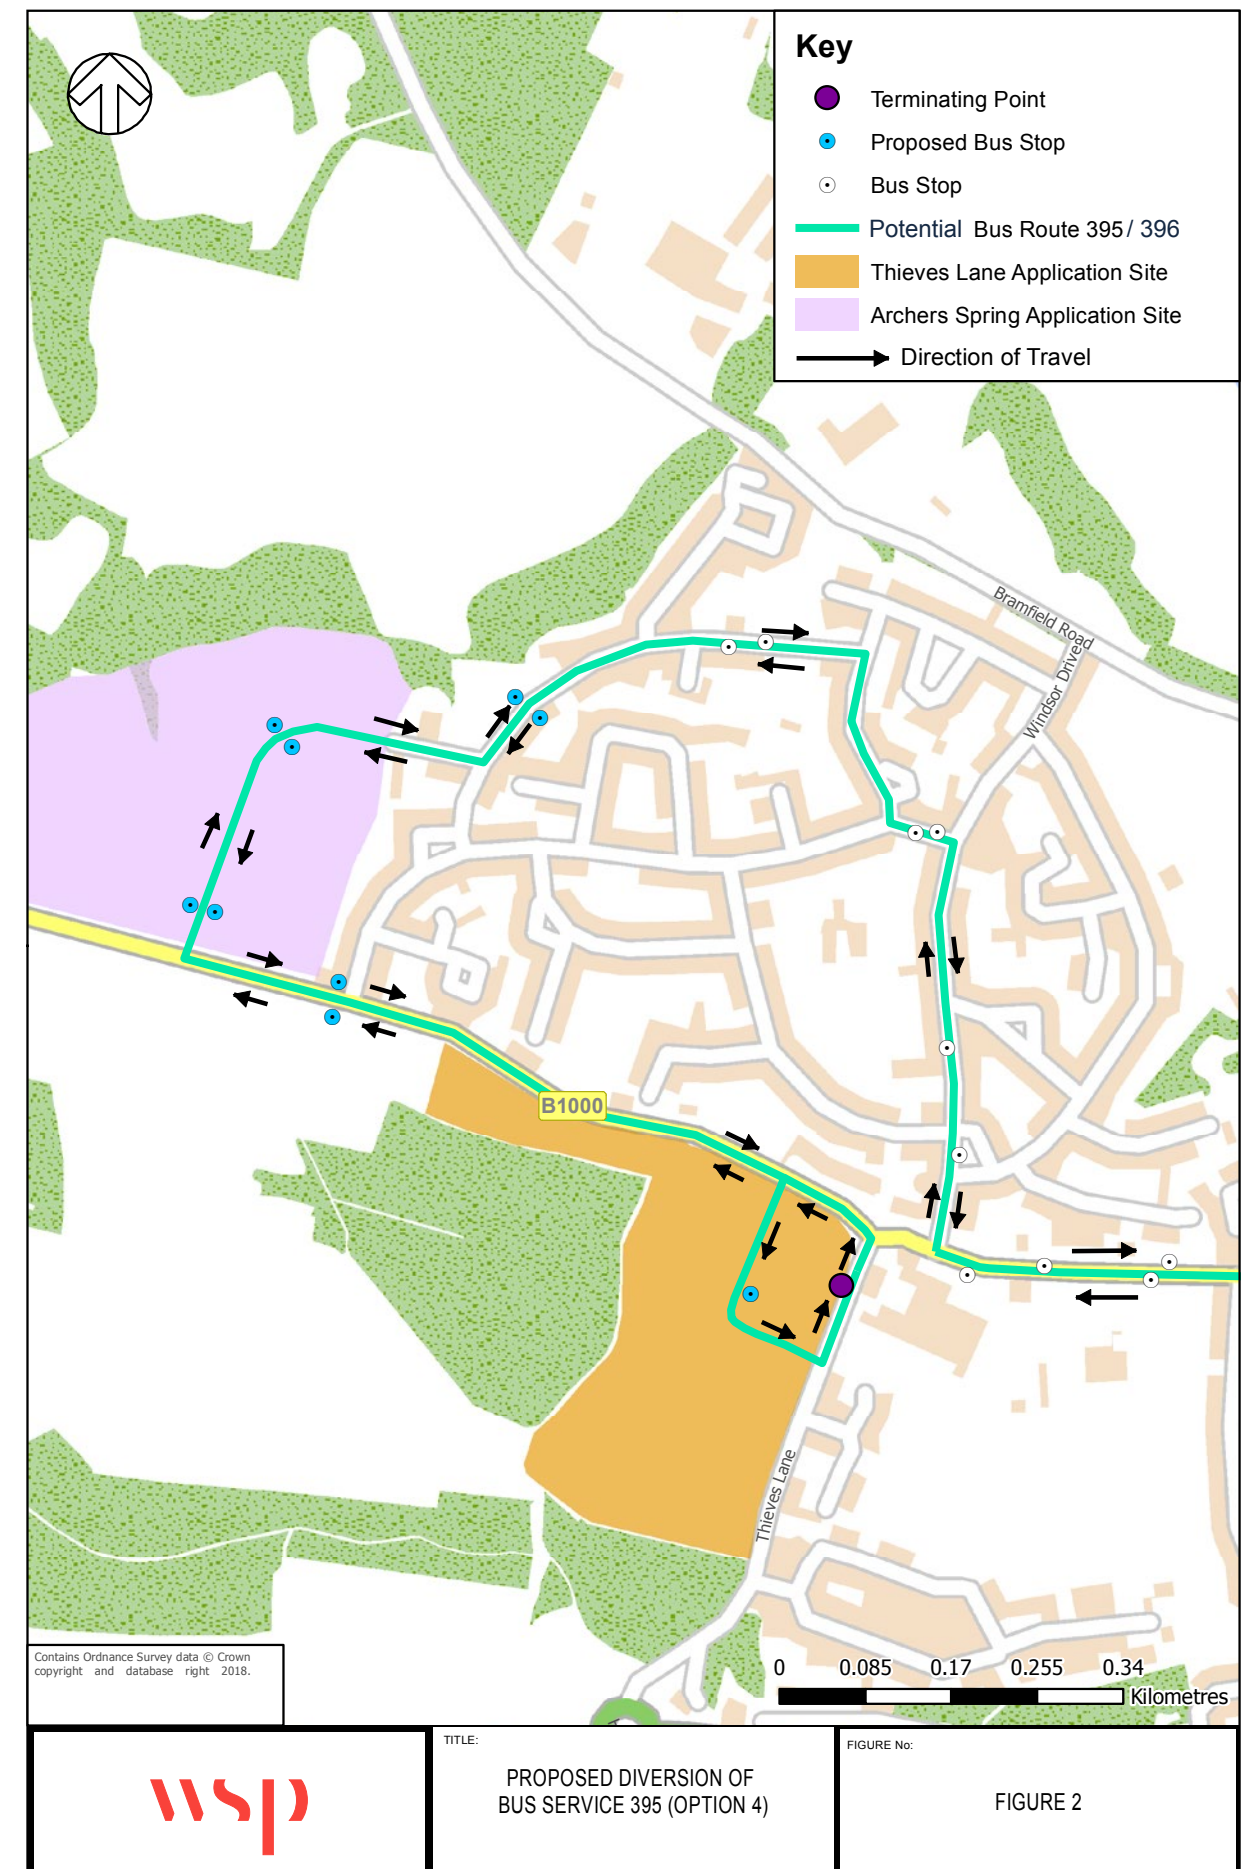 Key
Terminating Point
Proposed Bus Stop
Bus Stop
Potential Bus Route 395 / 396
Thieves Lane Application Site
Archers Spring Application Site
Direction of Travel
Bramfield Road
Windsor Drive
B1000
Thieves Lane
Contains Ordnance Survey data © Crown
copyright and database right 2018.
0 0.085 0.17 0.255 0.34
Kilometres
wsp
TITLE:
PROPOSED DIVERSION OF
BUS SERVICE 395 (OPTION 4)
FIGURE No:
FIGURE 2